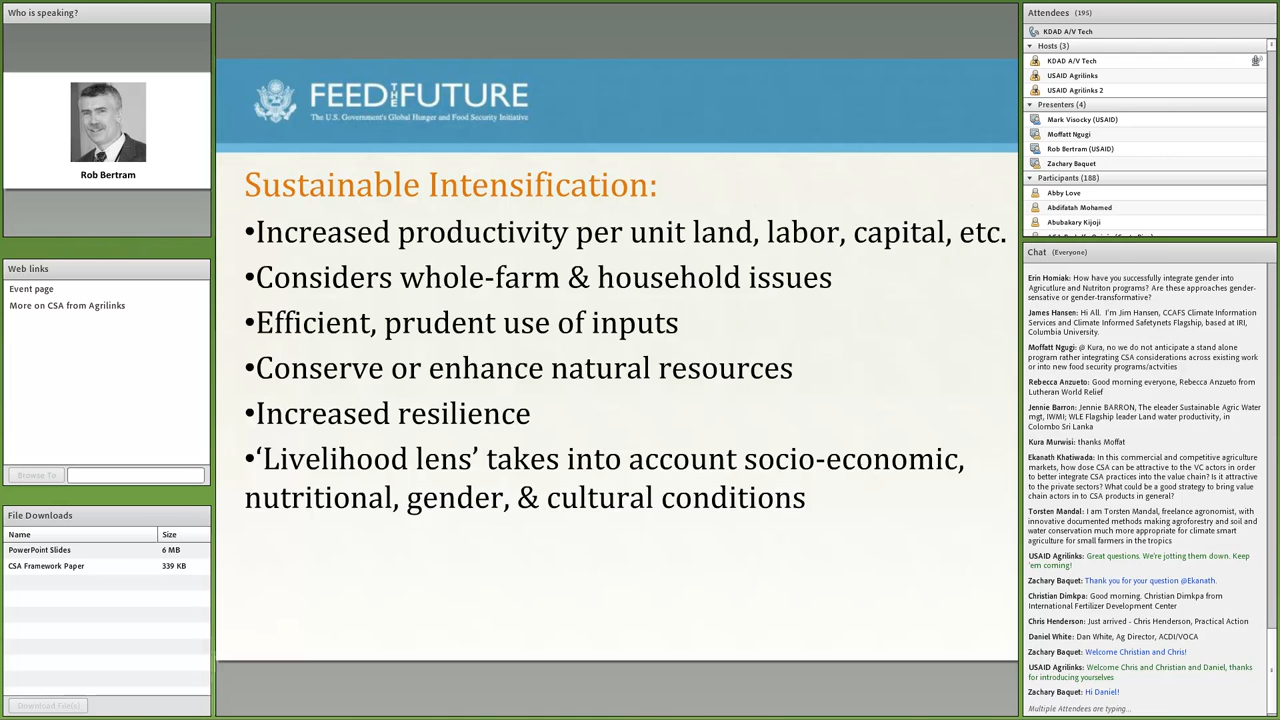 Who is speaking?
Rob Bertram
Web links
Event page
More on CSA from Agrilinks
Browse To
File Downloads
Name Size
PowerPoint Slides 6 MB
CSA Framework Paper 339 KB
Download File(s)
FEED THE FUTURE
The U.S. Government's Global Hunger and Food Security Initiative
Sustainable Intensification:
•Increased productivity per unit land, labor, capital, etc.
•Considers whole-farm & household issues
•Efficient, prudent use of inputs
•Conserve or enhance natural resources
•Increased resilience
•‘Livelihood lens’ takes into account socio-economic,
nutritional, gender, & cultural conditions
Attendees (195)
KDAD A/V Tech
Hosts (3)
KDAD A/V Tech
USAID Agrilinks
USAID Agrilinks 2
Presenters (4)
Mark Visocky (USAID)
Moffatt Ngugi
Rob Bertram (USAID)
Zachary Baquet
Participants (188)
Abby Love
Abdifatah Mohamed
Abubakary Kijoji
Chat (Everyone)
Erin Homiak: How have you successfully integrate gender into
Agricutlure and Nutriton programs? Are these approaches gender-
sensative or gender-transformative?
James Hansen: Hi All. I'm Jim Hansen, CCAFS Climate Information
Services and Climate Informed Safetynets Flagship, based at IRI,
Columbia University.
Moffatt Ngugi: @ Kura, no we do not anticipate a stand alone
program rather integrating CSA considerations across existing work
or into new food security programs/actvities
Rebecca Anzueto: Good morning everyone, Rebecca Anzueto from
Lutheran World Relief
Jennie Barron: Jennie BARRON, The eleader Sustainable Agric Water
mgt, IWMI; WLE Flagship leader Land water productivity, in
Colombo Sri Lanka
Kura Murwisi: thanks Moffat
Ekanath Khatiwada: In this commercial and competitive agriculture
markets, how dose CSA can be attractive to the VC actors in order
to better integrate CSA practices into the value chain? Is it attractive
to the private sectors? What could be a good strategy to bring value
chain actors in to CSA products in general?
Torsten Mandal: I am Torsten Mandal, freelance agronomist, with
innovative documented methods making agroforestry and soil and
water conservation much more appropriate for climate smart
agriculture for small farmers in the tropics
USAID Agrilinks: Great questions. We're jotting them down. Keep
'em coming!
Zachary Baquet: Thank you for your question @Ekanath.
Christian Dimkpa: Good morning. Christian Dimkpa from
International Fertilizer Development Center
Chris Henderson: Just arrived - Chris Henderson, Practical Action
Daniel White: Dan White, Ag Director, ACDI/VOCA
Zachary Baquet: Welcome Christian and Chris!
USAID Agrilinks: Welcome Chris and Christian and Daniel, thanks
for introducing yourselves
Zachary Baquet: Hi Daniel!
Multiple Attendees are typing...